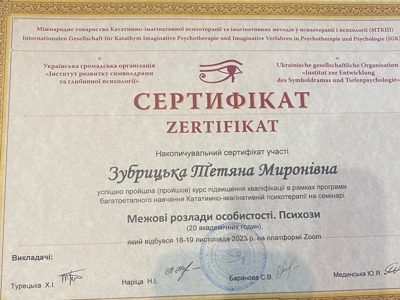 Міжнародне товариство Кататимно-імагінативної психотерапії та імагінативних методів у психотерапії і психології (МТКІП)
Internationalen Gesellschaft für Katathym Imaginative Psychotherapie und Imaginative Verfahren in Psychotherapie und Psychologie (IGK
Українська громадська організація
«Інститут розвитку символдрами
та глибинної психології»
Ukrainische gesellschaftliche Organisation
«Institut zur Entwicklung
des Symboldramas und Tiefenpsychologie»
СЕРТИФІКАТ
ZERTIFIKAT
Накопичувальний сертифікат участі
Зубрицька Тетяна Миронівна
успішно пройшла (пройшов) курс підвищення кваліфікації в рамках програми
багатоетапного навчання Кататимно-імагінативній психотерапії на семінарі
Межові розлади особистості. Психози
(20 академічних годин),
який відбувся 18-19 листопада 2023 р. на платформі Zoom
Турецька Х.І.
Наріца Н.І.
Баранова С.В.
Мединська Ю.Я.